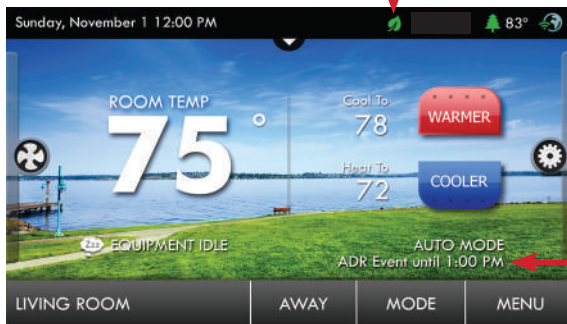 Sunday, November 1 12:00 PM
83°
ROOM TEMP
75°
Cool To
78
WARMER
Heat To
72
COOLER
Zzz
EQUIPMENT IDLE
AUTO MODE
ADR Event until 1:00 PM
LIVING ROOM
AWAY
MODE
MENU